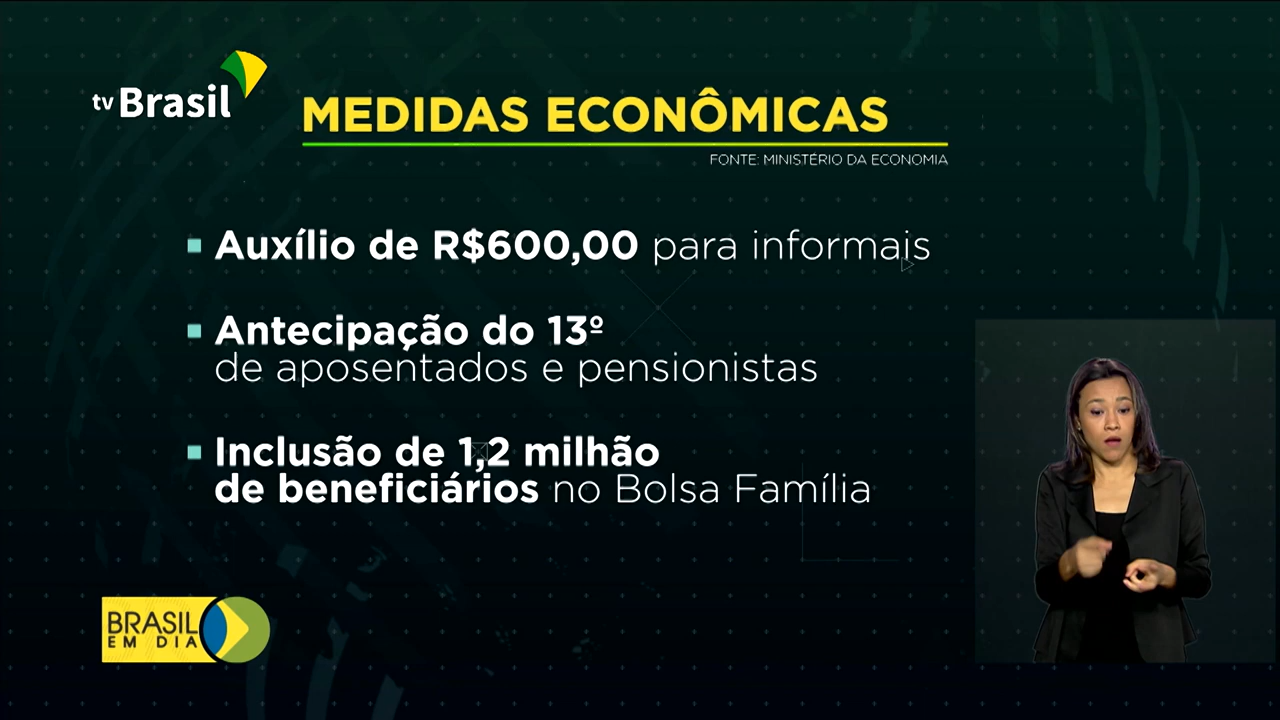 tv Brasil
MEDIDAS ECONÔMICAS
FONTE: MINISTÉRIO DA ECONOMIA
Auxílio de R$600,00 para informais
Antecipação do 13º
de aposentados e pensionistas
Inclusão de 1,2 milhão
de beneficiários no Bolsa Família
BRASIL
EM DIA